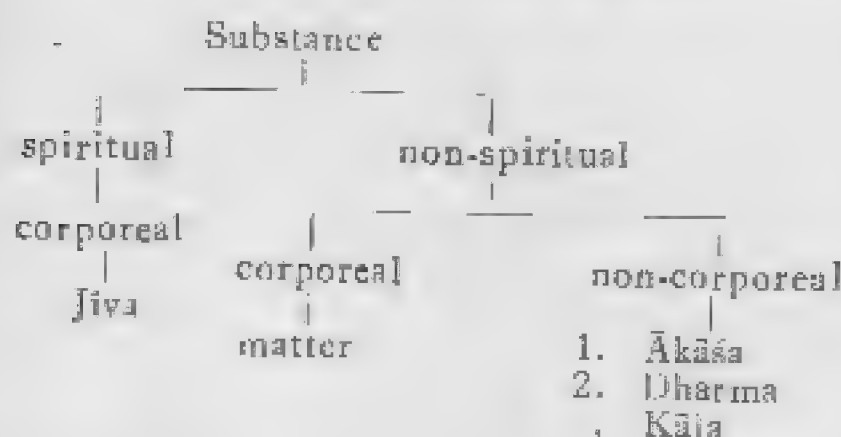 Substance
spiritual non-spiritual
corporeal
corporeal non-corporeal
Jiva
matter 1. Ākāśa
2. Dharma
Kāla